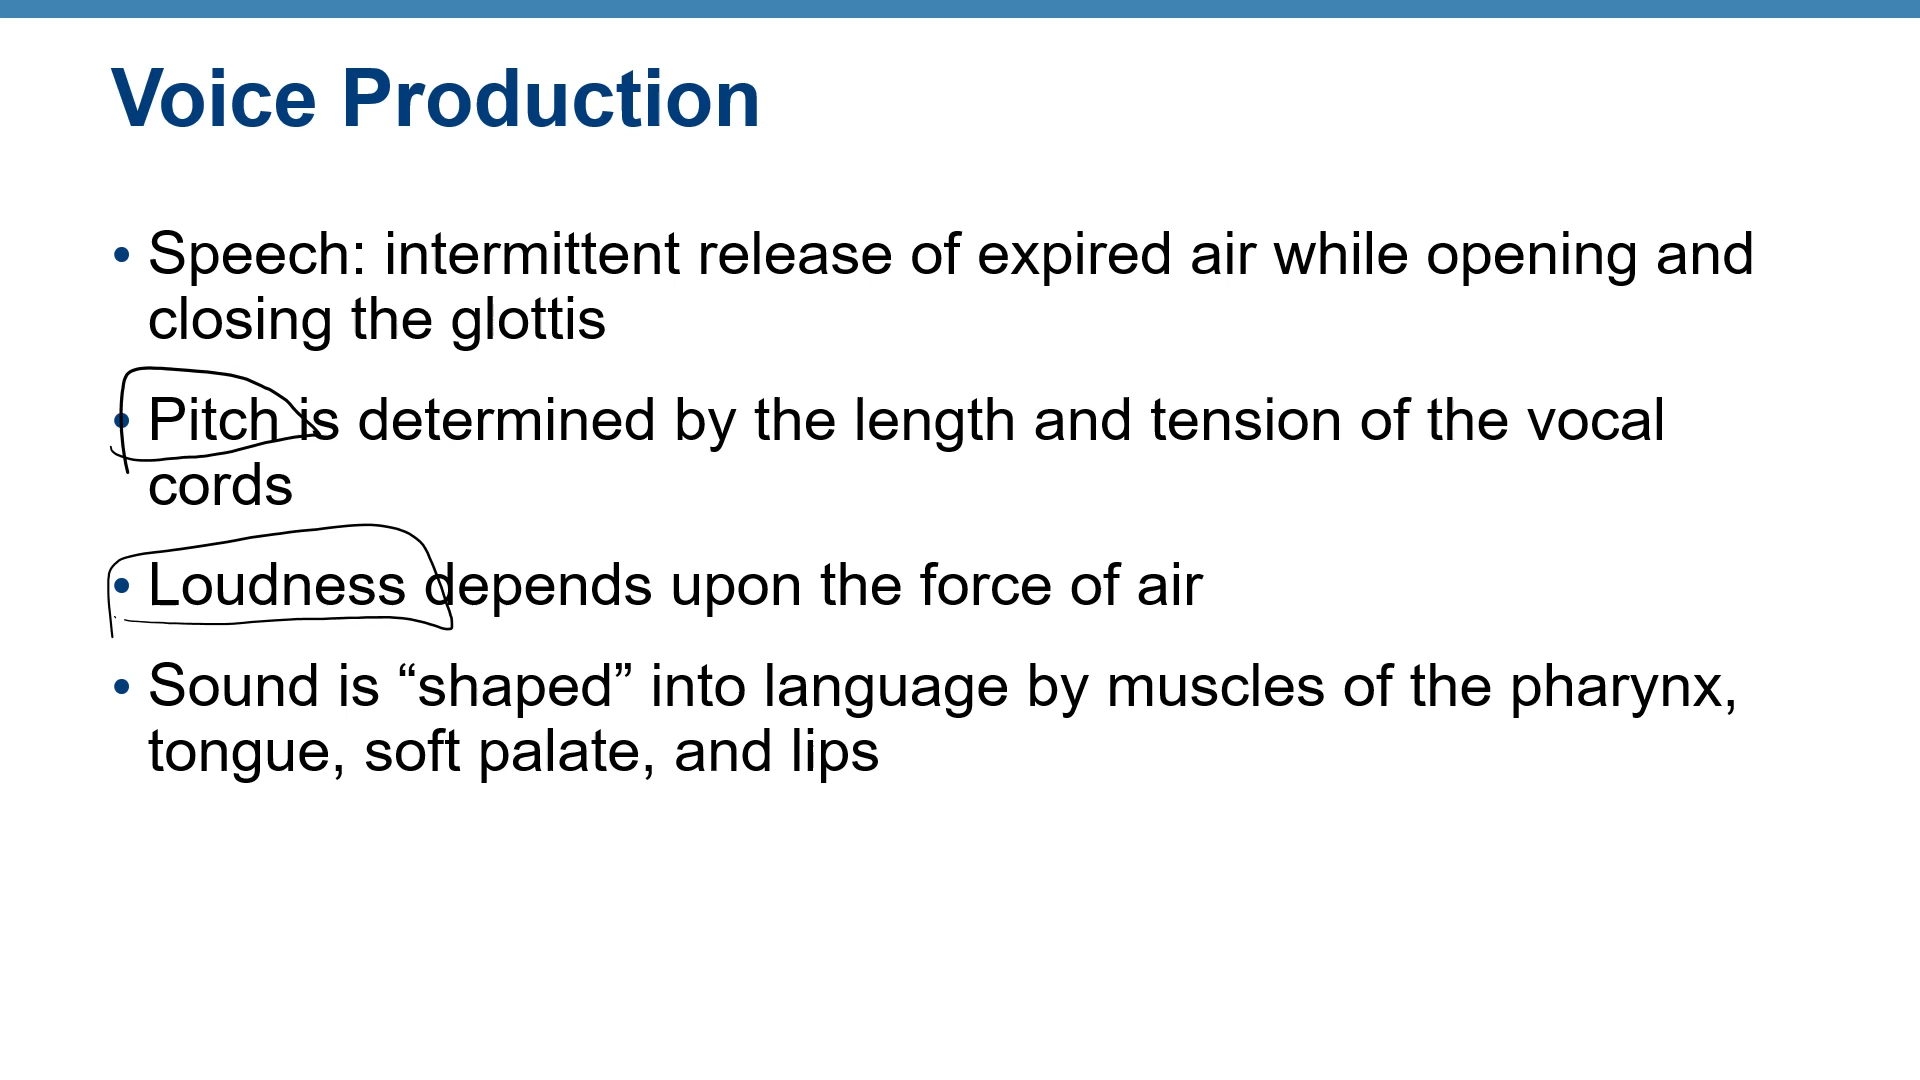 Voice Production
• Speech: intermittent release of expired air while opening and
closing the glottis
• Pitch is determined by the length and tension of the vocal
cords
• Loudness depends upon the force of air
• Sound is “shaped” into language by muscles of the pharynx,
tongue, soft palate, and lips